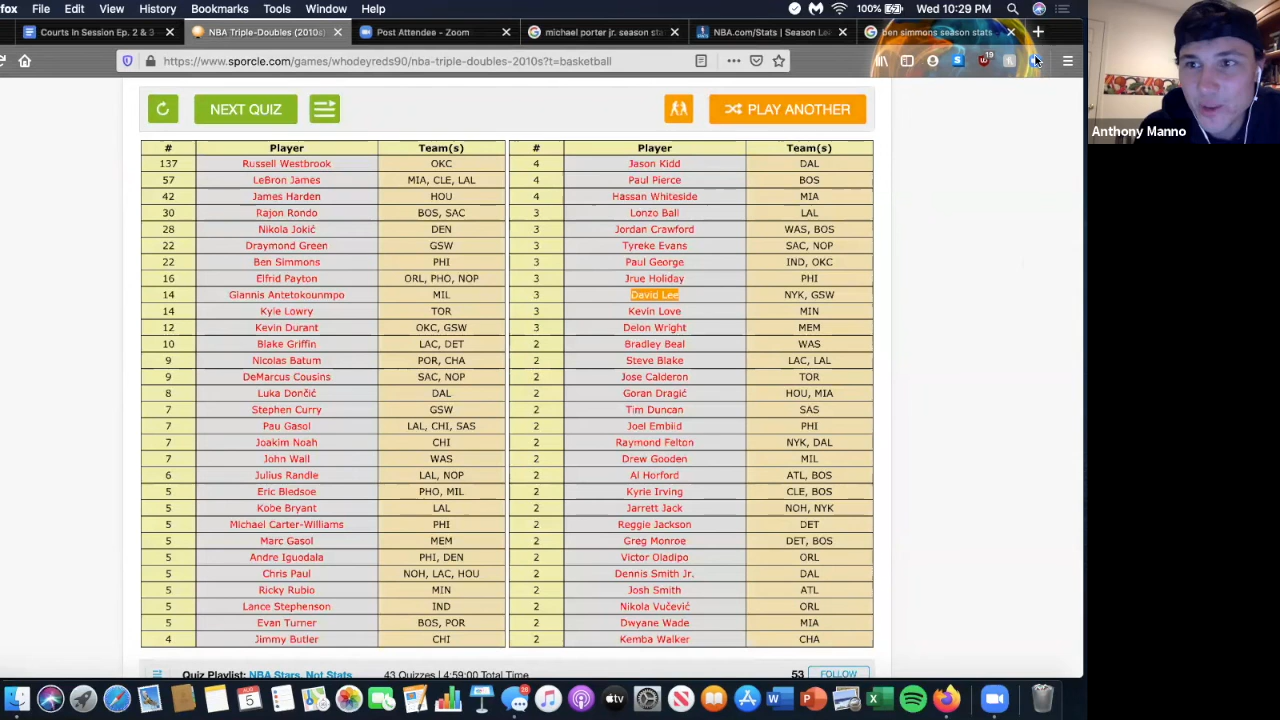 fox File Edit View History Bookmarks Tools Window Help 100% Wed 10:29 PM
Courts in Session Ep. 2 & 3 NBA Triple-Doubles (2010s) Post Attendee - Zoom michael porter jr. season sta NBA.com/Stats | Season Le ben simmons season stats
https://www.sporcle.com/games/whodeyreds90/nba-triple-doubles-2010s?t=basketball
NEXT QUIZ PLAY ANOTHER
Anthony Manno
# Player Team(s) # Player Team(s)
137 Russell Westbrook OKC 4 Jason Kidd DAL
57 LeBron James MIA, CLE, LAL 4 Paul Pierce BOS
42 James Harden HOU 4 Hassan Whiteside MIA
30 Rajon Rondo BOS, SAC 3 Lonzo Ball LAL
28 Nikola Jokić DEN 3 Jordan Crawford WAS, BOS
22 Draymond Green GSW 3 Tyreke Evans SAC, NOP
22 Ben Simmons PHI 3 Paul George IND, OKC
16 Elfrid Payton ORL, PHO, NOP 3 Jrue Holiday PHI
14 Giannis Antetokounmpo MIL 3 David Lee NYK, GSW
14 Kyle Lowry TOR 3 Kevin Love MIN
12 Kevin Durant OKC, GSW 3 Delon Wright MEM
10 Blake Griffin LAC, DET 2 Bradley Beal WAS
9 Nicolas Batum POR, CHA 2 Steve Blake LAC, LAL
9 DeMarcus Cousins SAC, NOP 2 Jose Calderon TOR
8 Luka Dončić DAL 2 Goran Dragić HOU, MIA
7 Stephen Curry GSW 2 Tim Duncan SAS
7 Pau Gasol LAL, CHI, SAS 2 Joel Embiid PHI
7 Joakim Noah CHI 2 Raymond Felton NYK, DAL
7 John Wall WAS 2 Drew Gooden MIL
6 Julius Randle LAL, NOP 2 Al Horford ATL, BOS
5 Eric Bledsoe PHO, MIL 2 Kyrie Irving CLE, BOS
5 Kobe Bryant LAL 2 Jarrett Jack NOH, NYK
5 Michael Carter-Williams PHI 2 Reggie Jackson DET
5 Marc Gasol MEM 2 Greg Monroe DET, BOS
5 Andre Iguodala PHI, DEN 2 Victor Oladipo ORL
5 Chris Paul NOH, LAC, HOU 2 Dennis Smith Jr. DAL
5 Ricky Rubio MIN 2 Josh Smith ATL
5 Lance Stephenson IND 2 Nikola Vučević ORL
5 Evan Turner BOS, POR 2 Dwyane Wade MIA
4 Jimmy Butler CHI 2 Kemba Walker CHA
Quiz Playlist: NBA Stars, Not Stats 43 Quizzes | 4:59:00 Total Time 53 FOLLOW